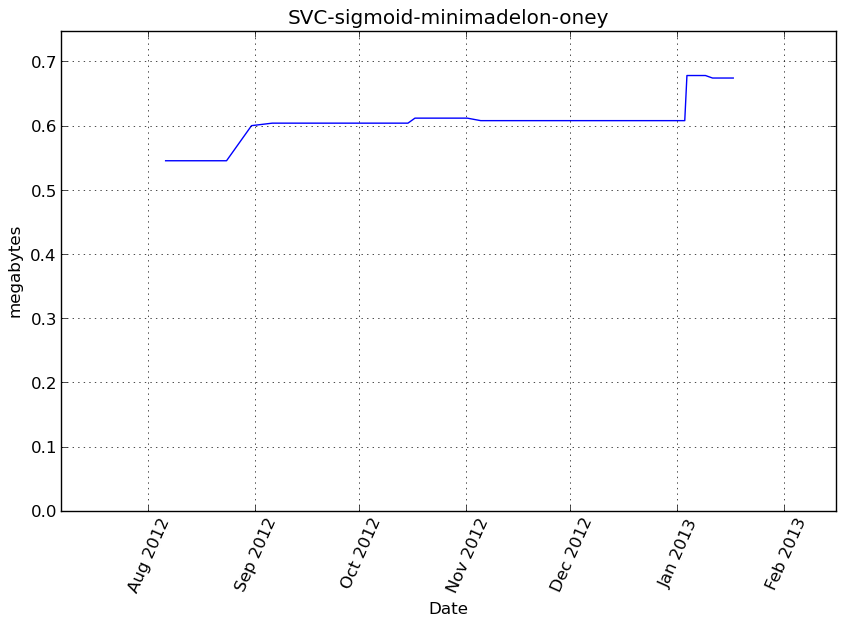 SVC-sigmoid-minimadelon-oney
0.7
0.6
0.5
0.4
0.3
0.2
0.1
0.0
megabytes
Aug 2012
Sep 2012
Oct 2012
Nov 2012
Dec 2012
Jan 2013
Feb 2013
Date